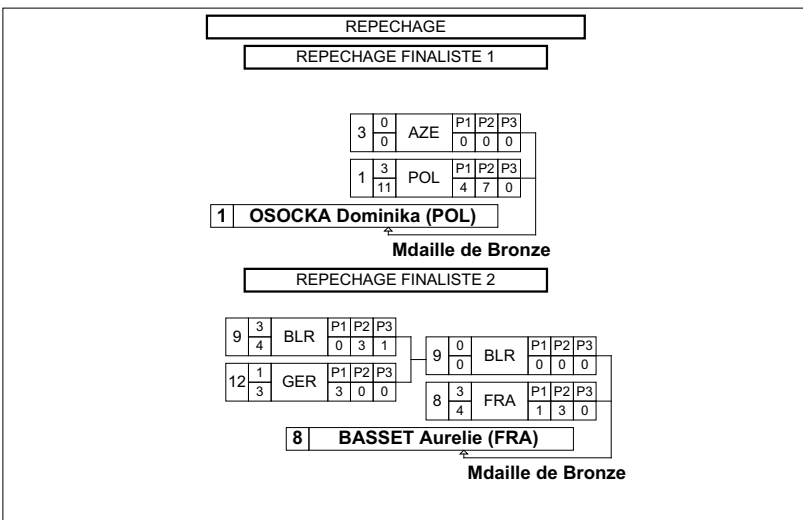 REPECHAGE
REPECHAGE FINALISTE 1
3 0 AZE P1 P2 P3
0 0 0 0
1 3 POL P1 P2 P3
11 4 7 0
1 OSOCKA Dominika (POL)
Mdaille de Bronze
REPECHAGE FINALISTE 2
9 3 BLR P1 P2 P3
4 0 3 1
12 1 GER P1 P2 P3
3 3 0 0
9 0 BLR P1 P2 P3
0 0 0 0
8 3 FRA P1 P2 P3
4 1 3 0
8 BASSET Aurelie (FRA)
Mdaille de Bronze